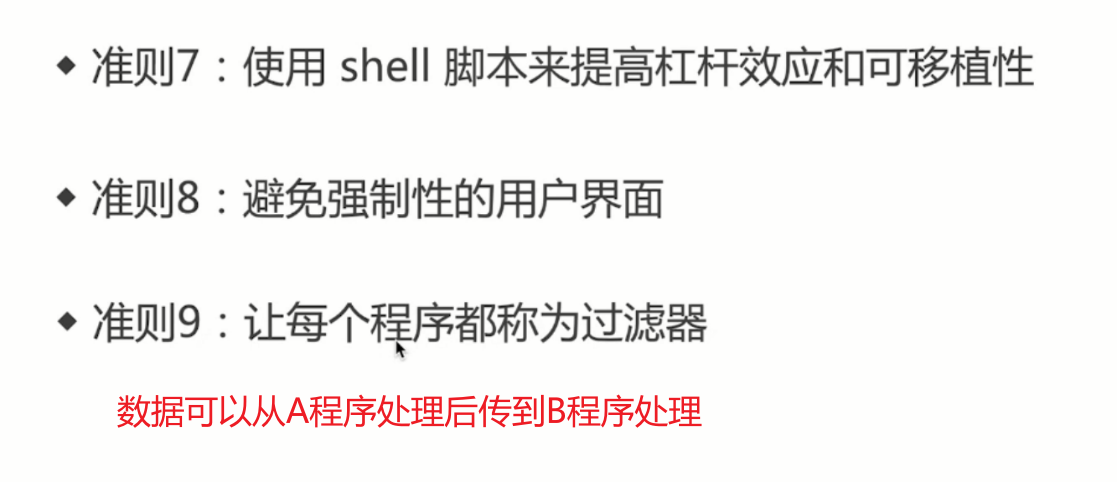 ◆ 准则7：使用 shell 脚本来提高杠杆效应和可移植性
◆ 准则8：避免强制性的用户界面
◆ 准则9：让每个程序都称为过滤器
数据可以从A程序处理后传到B程序处理